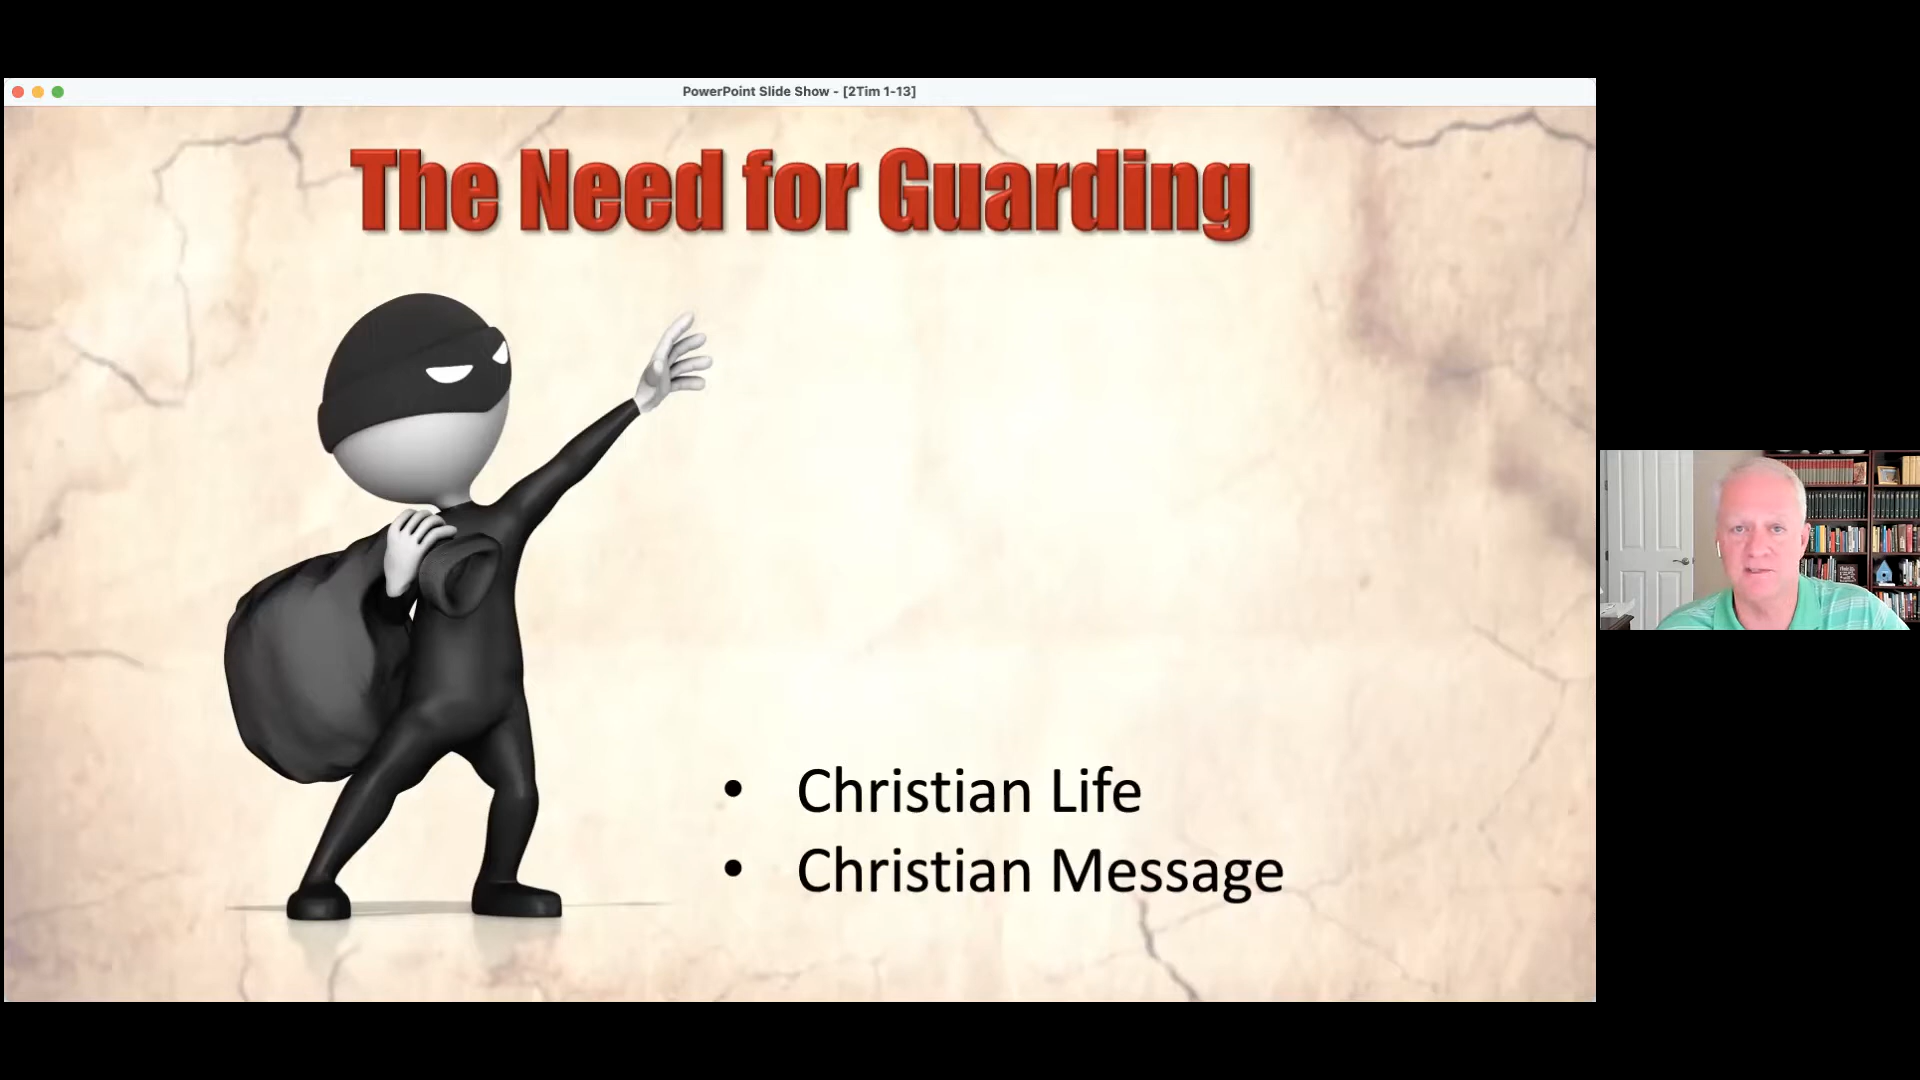 PowerPoint Slide Show - [2Tim 1-13]
The Need for Guarding
• Christian Life
• Christian Message